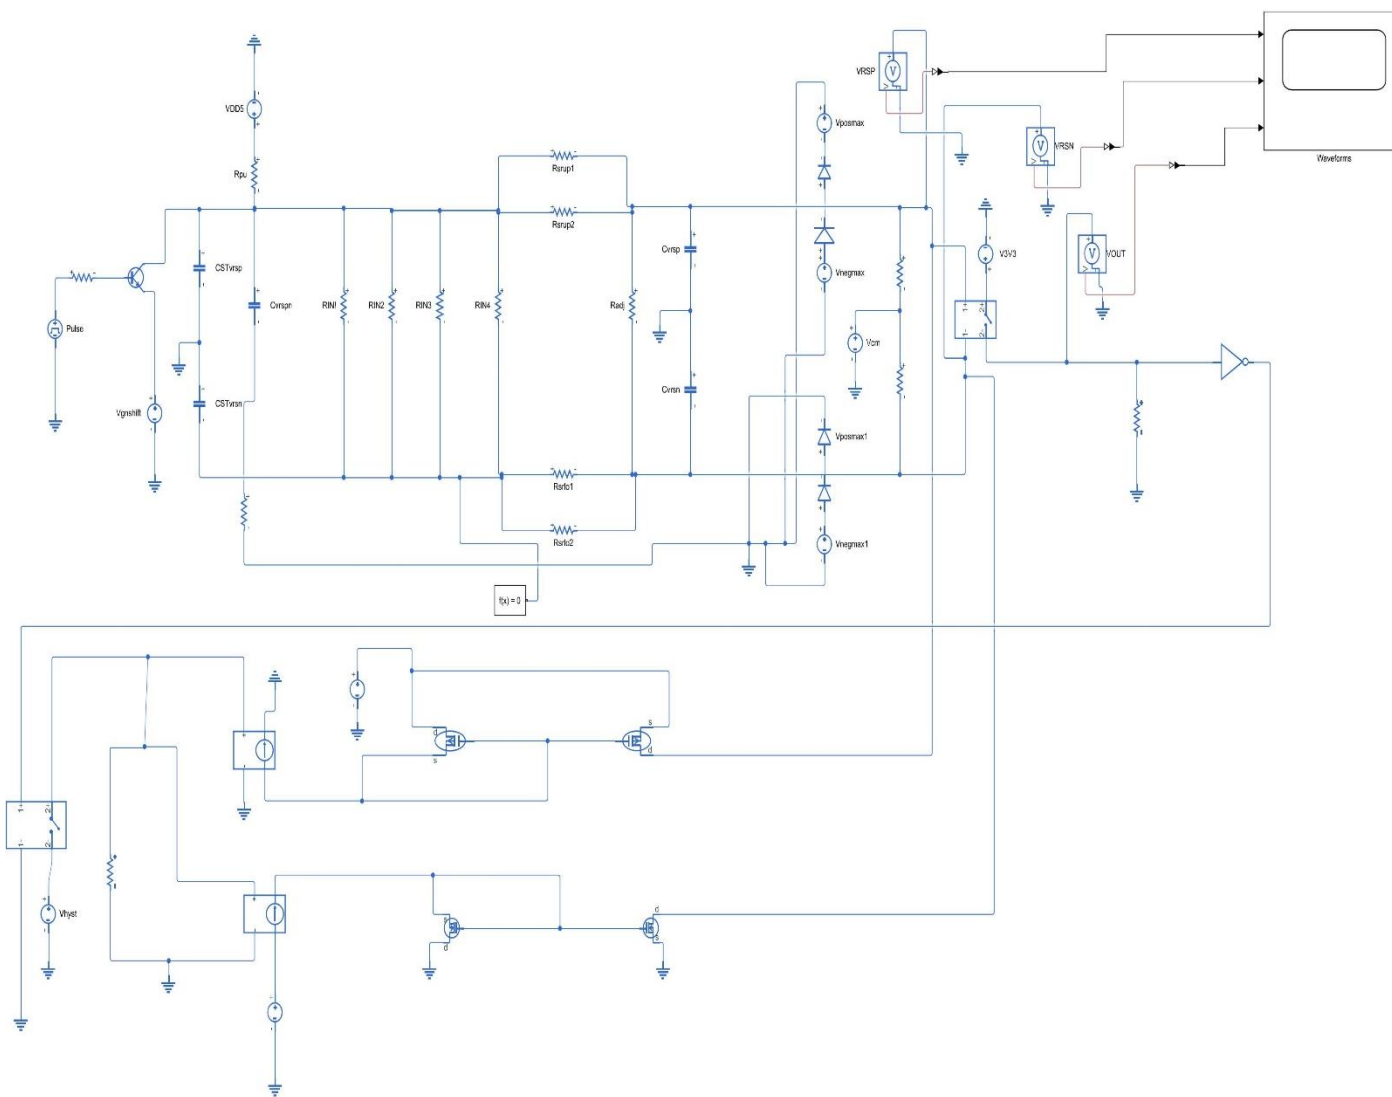 VRSP
VDD5
Vposmax
VRSN
Waveforms
Rsrup1
Rpu
Rsrup2
V3V3
VOUT
CSTvrsp
Cvrsp
Vnegmax
Cvrspn
RIN1
RIN2
RIN3
RIN4
Radj
Pulse
Vcm
Cvrsn
CSTvrsn
Vgnshift
Vposmax1
Rsrlo1
Rsrlo2
Vnegmax1
f(x) = 0
Vhyst